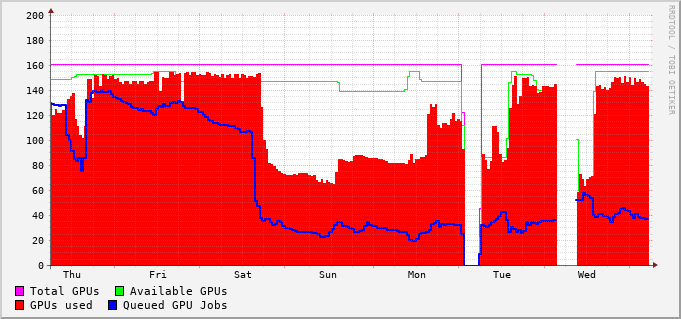 200
180
160
140
120
100
80
60
40
20
0
Thu Fri Sat Sun Mon Tue Wed
RRDTOOL / TOBI OETIKER
Total GPUs Available GPUs
GPUs used Queued GPU Jobs